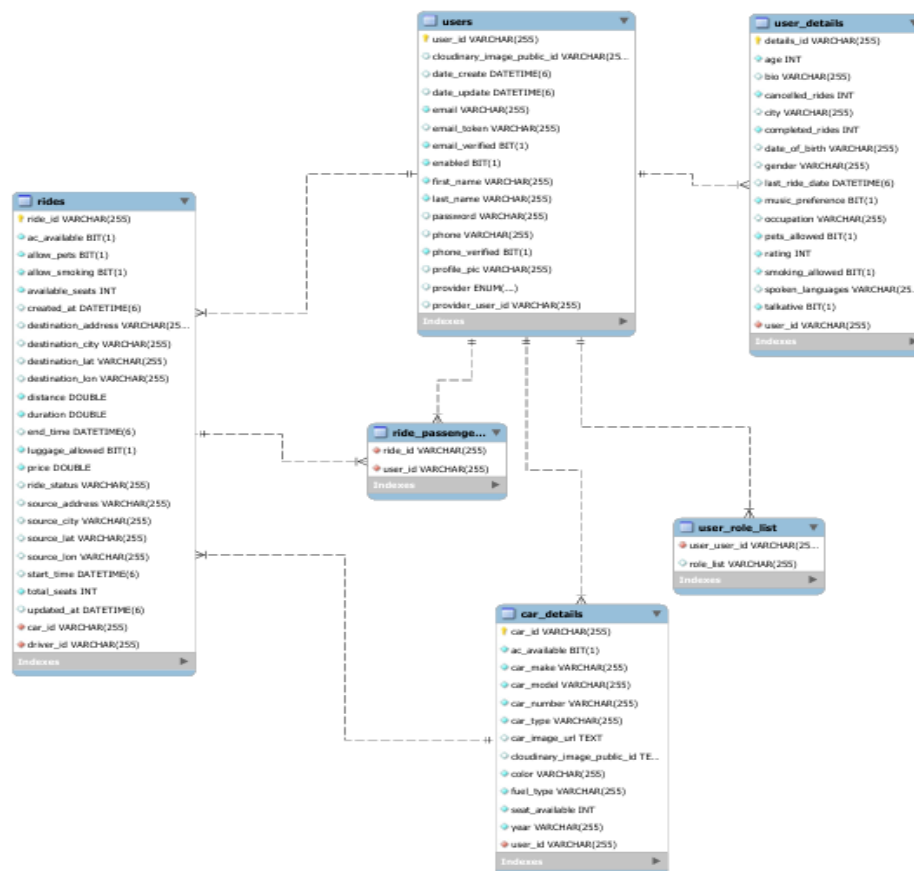 users
user_id VARCHAR(255)
cloudinary_image_public_id VARCHAR(25...
date_create DATETIME(6)
date_update DATETIME(6)
email VARCHAR(255)
email_token VARCHAR(255)
email_verified BIT(1)
enabled BIT(1)
first_name VARCHAR(255)
last_name VARCHAR(255)
password VARCHAR(255)
phone VARCHAR(255)
phone_verified BIT(1)
profile_pic VARCHAR(255)
provider ENUM(...)
provider_user_id VARCHAR(255)
Indexes
user_details
details_id VARCHAR(255)
age INT
bio VARCHAR(255)
cancelled_rides INT
city VARCHAR(255)
completed_rides INT
date_of_birth VARCHAR(255)
gender VARCHAR(255)
last_ride_date DATETIME(6)
music_preference BIT(1)
occupation VARCHAR(255)
pets_allowed BIT(1)
rating INT
smoking_allowed BIT(1)
spoken_languages VARCHAR(25...
talkative BIT(1)
user_id VARCHAR(255)
Indexes
rides
ride_id VARCHAR(255)
ac_available BIT(1)
allow_pets BIT(1)
allow_smoking BIT(1)
available_seats INT
created_at DATETIME(6)
destination_address VARCHAR(25...
destination_city VARCHAR(255)
destination_lat VARCHAR(255)
destination_lon VARCHAR(255)
distance DOUBLE
duration DOUBLE
end_time DATETIME(6)
luggage_allowed BIT(1)
price DOUBLE
ride_status VARCHAR(255)
source_address VARCHAR(255)
source_city VARCHAR(255)
source_lat VARCHAR(255)
source_lon VARCHAR(255)
start_time DATETIME(6)
total_seats INT
updated_at DATETIME(6)
car_id VARCHAR(255)
driver_id VARCHAR(255)
Indexes
ride_passenge...
ride_id VARCHAR(255)
user_id VARCHAR(255)
Indexes
user_role_list
user_user_id VARCHAR(25...
role_list VARCHAR(255)
Indexes
car_details
car_id VARCHAR(255)
ac_available BIT(1)
car_make VARCHAR(255)
car_model VARCHAR(255)
car_number VARCHAR(255)
car_type VARCHAR(255)
car_image_url TEXT
cloudinary_image_public_id TE...
color VARCHAR(255)
fuel_type VARCHAR(255)
seat_available INT
year VARCHAR(255)
user_id VARCHAR(255)
Indexes